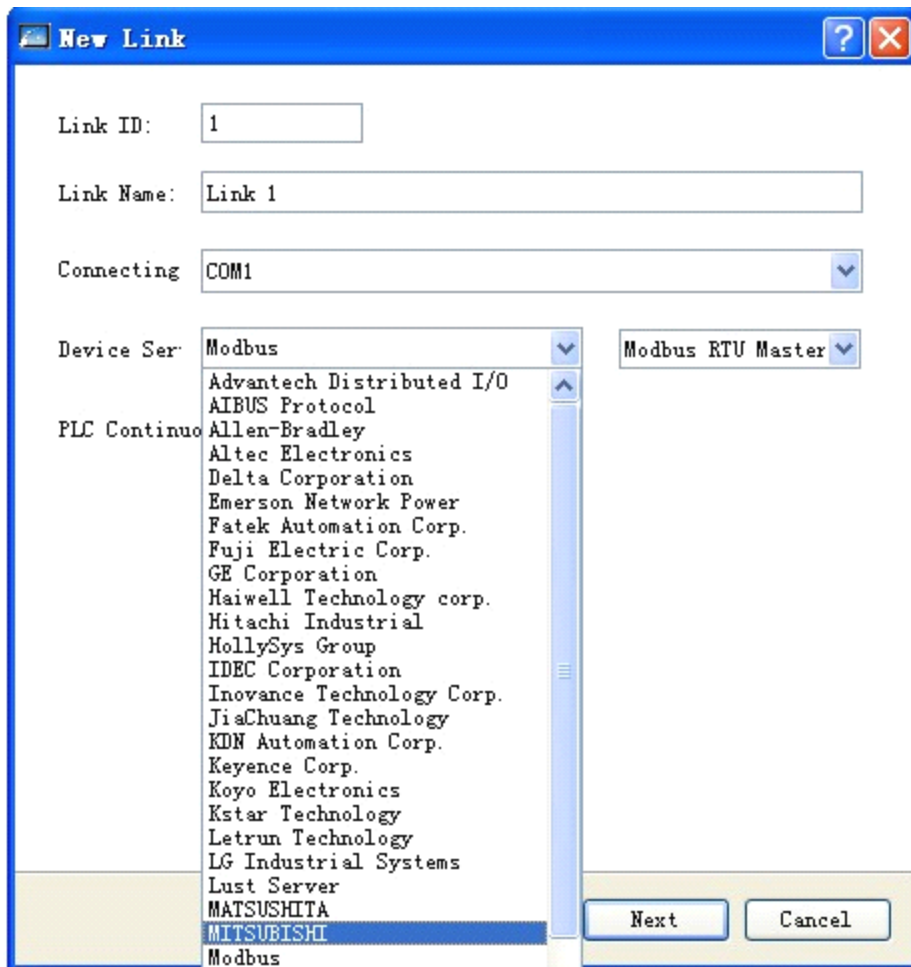 New Link
Link ID: 1
Link Name: Link 1
Connecting COM1
Device Ser Modbus Modbus RTU Master
Advantech Distributed I/O
AIBUS Protocol
PLC Continuo Allen-Bradley
Altec Electronics
Delta Corporation
Emerson Network Power
Fatek Automation Corp.
Fuji Electric Corp.
GE Corporation
Haiwell Technology corp.
Hitachi Industrial
HollySys Group
IDEC Corporation
Inovance Technology Corp.
JiaChuang Technology
KDN Automation Corp.
Keyence Corp.
Koyo Electronics
Kstar Technology
Letrun Technology
LG Industrial Systems
Lust Server
MATSUSHITA
MITSUBISHI
Modbus
Next Cancel